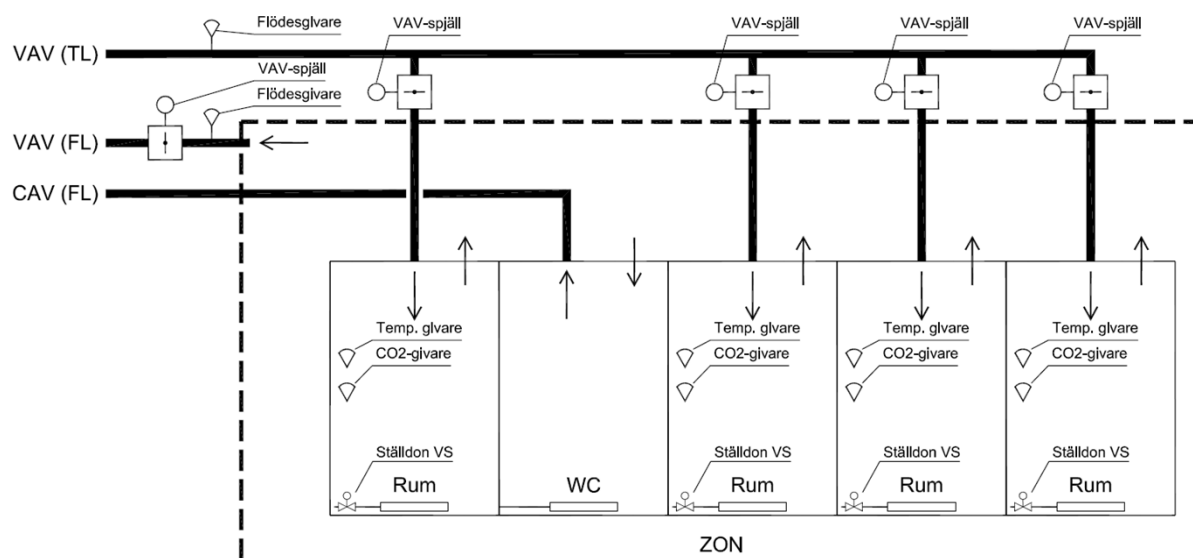 Flödesgivare
VAV-spjäll
VAV-spjäll
VAV-spjäll
VAV-spjäll
VAV (TL)
VAV-spjäll
Flödesgivare
VAV (FL)
CAV (FL)
Temp. givare
Temp. givare
Temp. givare
Temp. givare
CO2-givare
CO2-givare
CO2-givare
CO2-givare
Ställdon VS
Ställdon VS
Ställdon VS
Ställdon VS
Rum
WC
Rum
Rum
Rum
ZON